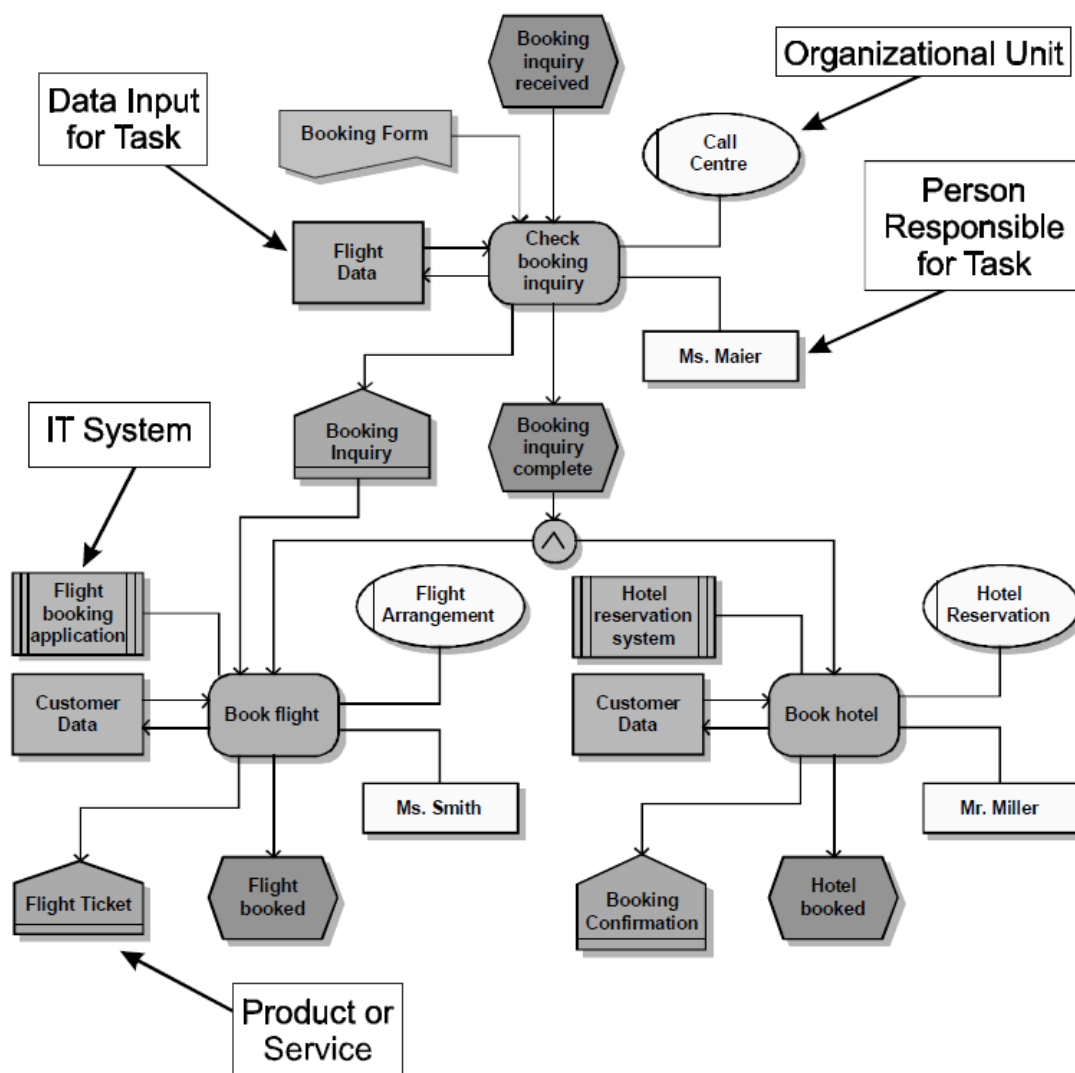 Booking
inquiry
received
Organizational Unit
Data Input
for Task
Booking Form
Call
Centre
Person
Responsible
for Task
Flight
Data
Check
booking
inquiry
Ms. Maier
IT System
Booking
Inquiry
Booking
inquiry
complete
Flight
booking
application
Flight
Arrangement
Hotel
reservation
system
Hotel
Reservation
Customer
Data
Book flight
Customer
Data
Book hotel
Ms. Smith
Mr. Miller
Flight Ticket
Flight
booked
Booking
Confirmation
Hotel
booked
Product or
Service